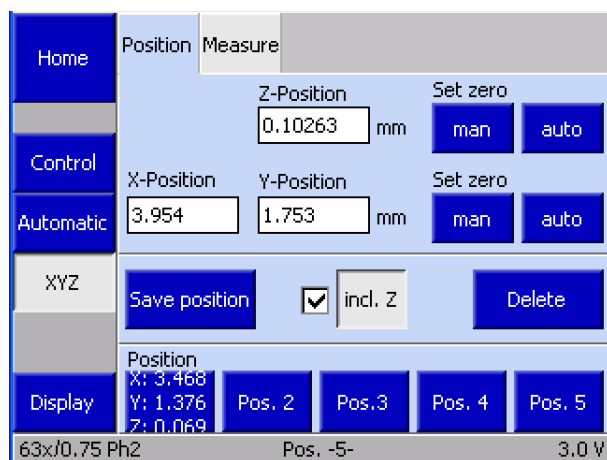 Home
Position Measure
Z-Position
Set zero
0.10263 mm
man auto
Control
X-Position Y-Position
Set zero
Automatic
3.954
1.753 mm
man auto
XYZ
Save position
incl. Z
Delete
Position
X: 3.468
Y: 1.376
Z: 0.069
Display
Pos. 2
Pos.3
Pos. 4
Pos. 5
63x/0.75 Ph2
Pos. -5-
3.0 V